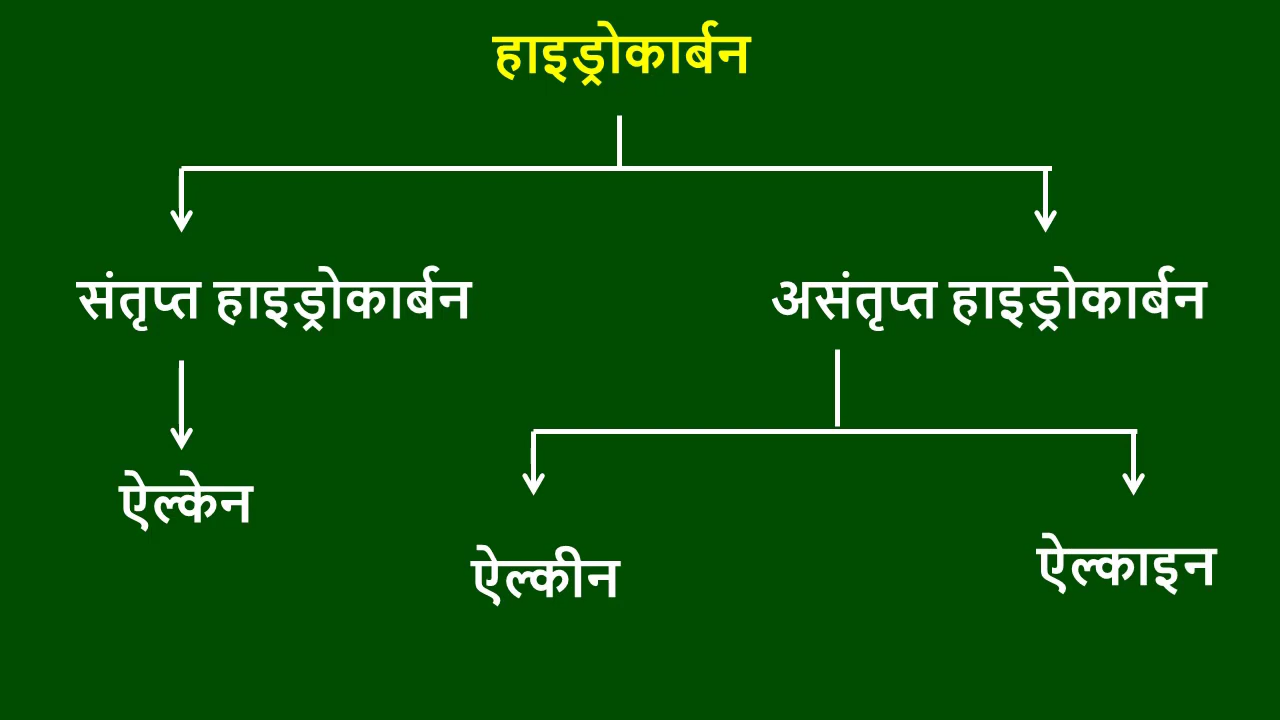 हाइड्रोकार्बन
संतृप्त हाइड्रोकार्बन
असंतृप्त हाइड्रोकार्बन
ऐल्केन
ऐल्कीन
ऐल्काइन